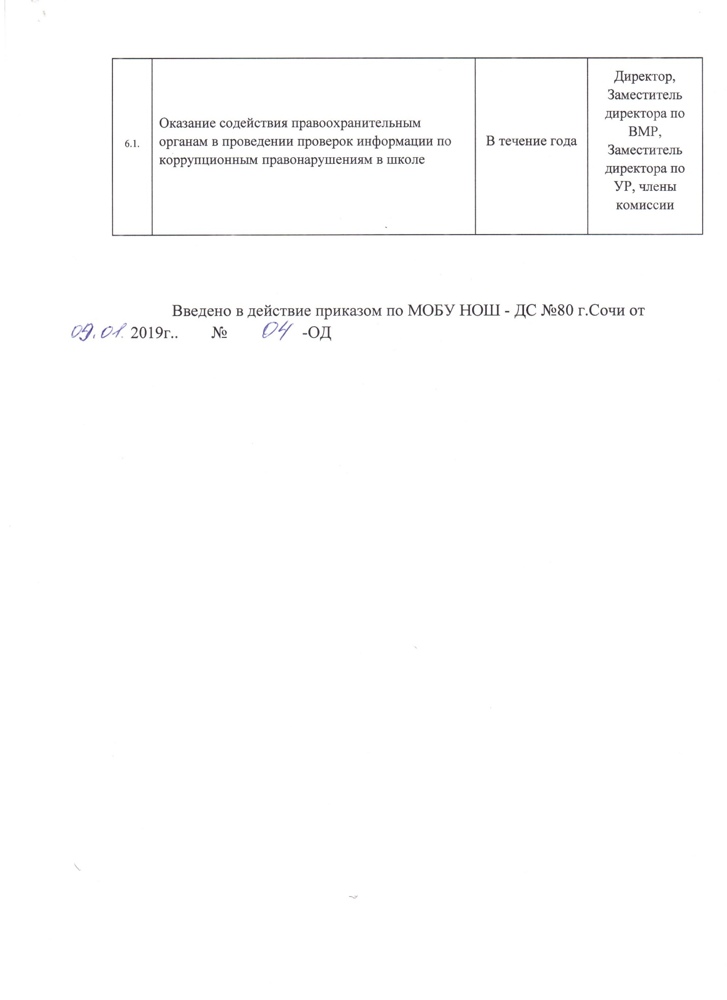 6.1.
Оказание содействия правоохранительным
органам в проведении проверок информации по
коррупционным правонарушениям в школе
В течение года
Директор,
Заместитель
директора по
ВМР,
Заместитель
директора по
УР, члены
комиссии
Введено в действие приказом по МОБУ НОШ - ДС №80 г.Сочи от
09.01. 2019г.. № 04 -ОД